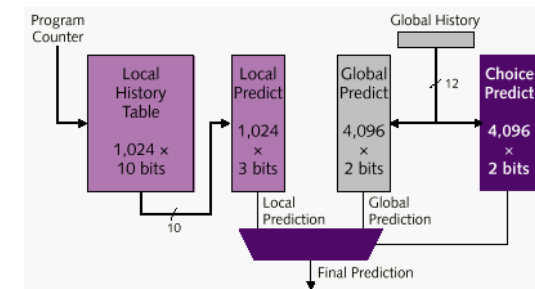 Program
Counter
Global History
Local
History
Table
1,024 ×
10 bits
Local
Predict
1,024
×
3 bits
Global
Predict
4,096
×
2 bits
12
Choice
Predict
4,096
×
2 bits
10
Local
Prediction
Global
Prediction
Final Prediction